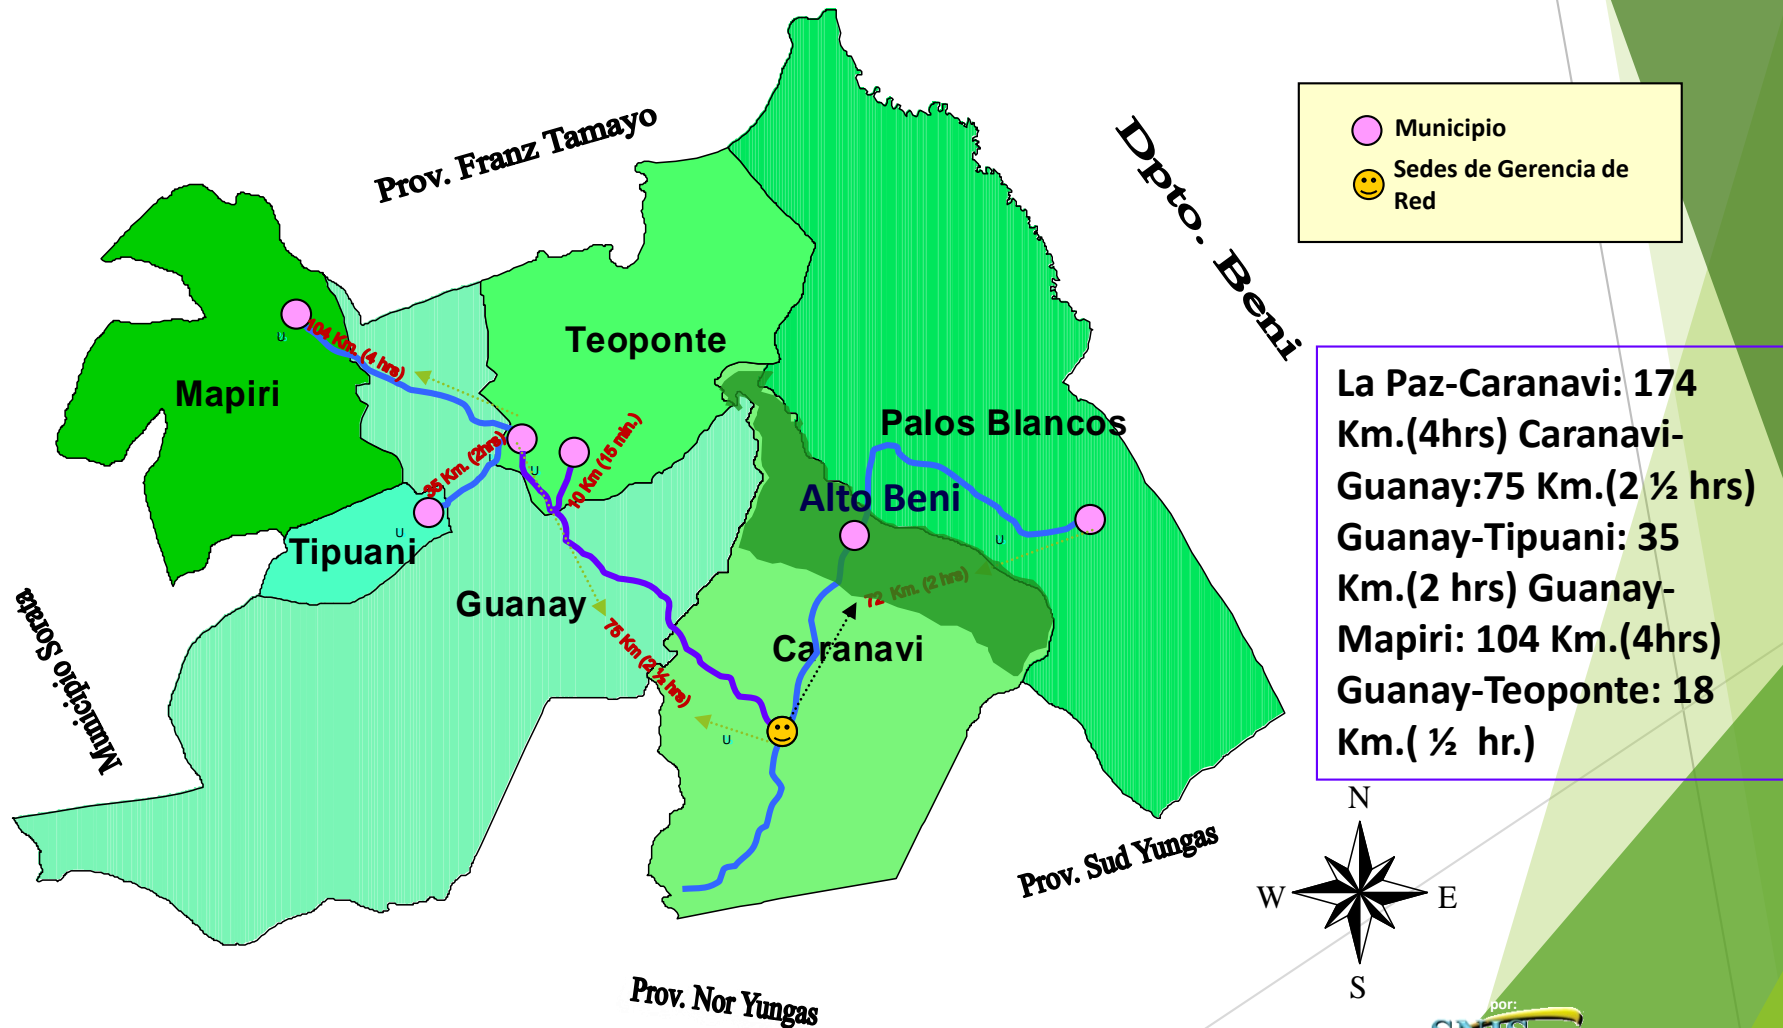 Prov. Franz Tamayo
Dpto. Beni
Municipio
Sedes de Gerencia de
Red
104 Km. (4 hrs)
U
Teoponte
Mapiri
La Paz-Caranavi: 174
Km.(4hrs) Caranavi-
Guanay:75 Km.(2 ½ hrs)
Guanay-Tipuani: 35
Km.(2 hrs) Guanay-
Mapiri: 104 Km.(4hrs)
Guanay-Teoponte: 18
Km.( ½ hr.)
Palos Blancos
35 Km. (2hrs)
U
10 Km (15 min.)
Alto Beni
U
U
Tipuani
72 Km. (2 hrs)
Guanay
75 Km (2 ½ hrs)
Caranavi
Municipio Sorata
U
N
W
E
S
Prov. Sud Yungas
Prov. Nor Yungas
por: